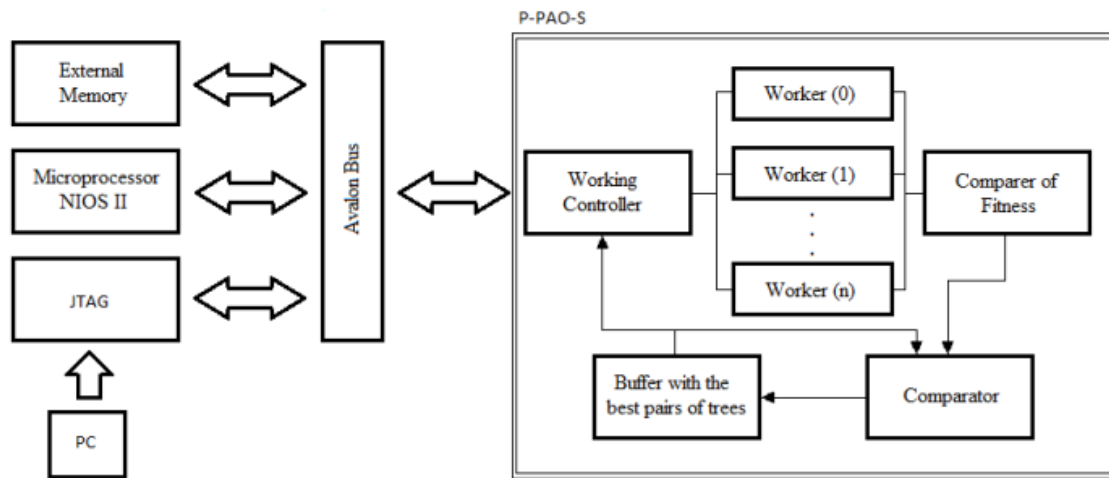 P-PAO-S
External
Memory
Microprocessor
NIOS II
JTAG
PC
Avalon Bus
Working
Controller
Worker (0)
Worker (1)
Worker (n)
Comparer of
Fitness
Buffer with the
best pairs of trees
Comparator